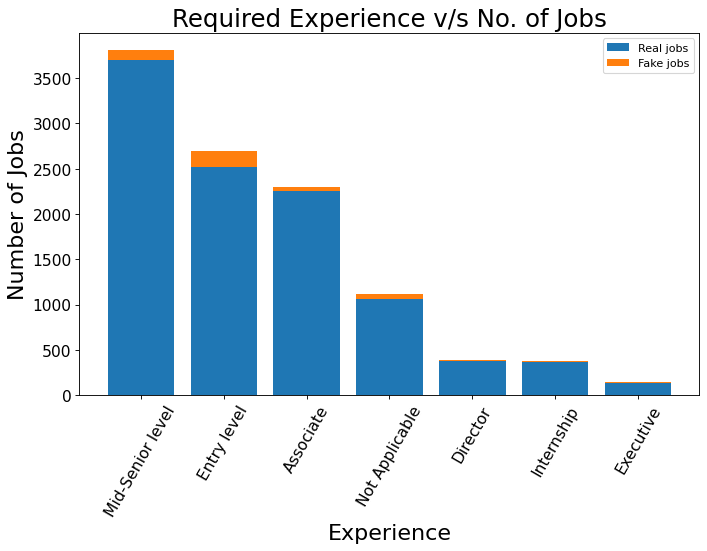 Required Experience v/s No. of Jobs
Real jobs
Fake jobs
Number of Jobs
3500
3000
2500
2000
1500
1000
500
0
Mid-Senior level
Entry level
Associate
Not Applicable
Director
Internship
Executive
Experience